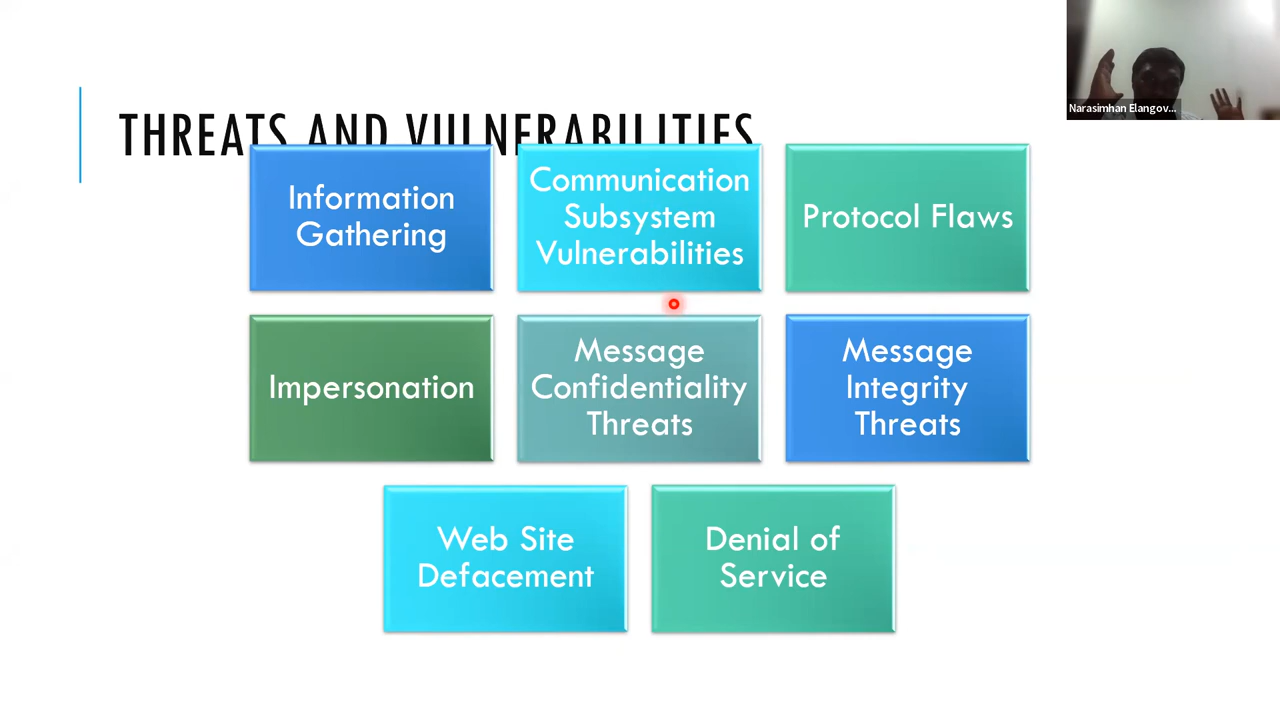 THREATS AND VULNERABILITIES
Narasimhan Elangov...
Information
Gathering
Communication
Subsystem
Vulnerabilities
Protocol Flaws
Impersonation
Message
Confidentiality
Threats
Message
Integrity
Threats
Web Site
Defacement
Denial of
Service